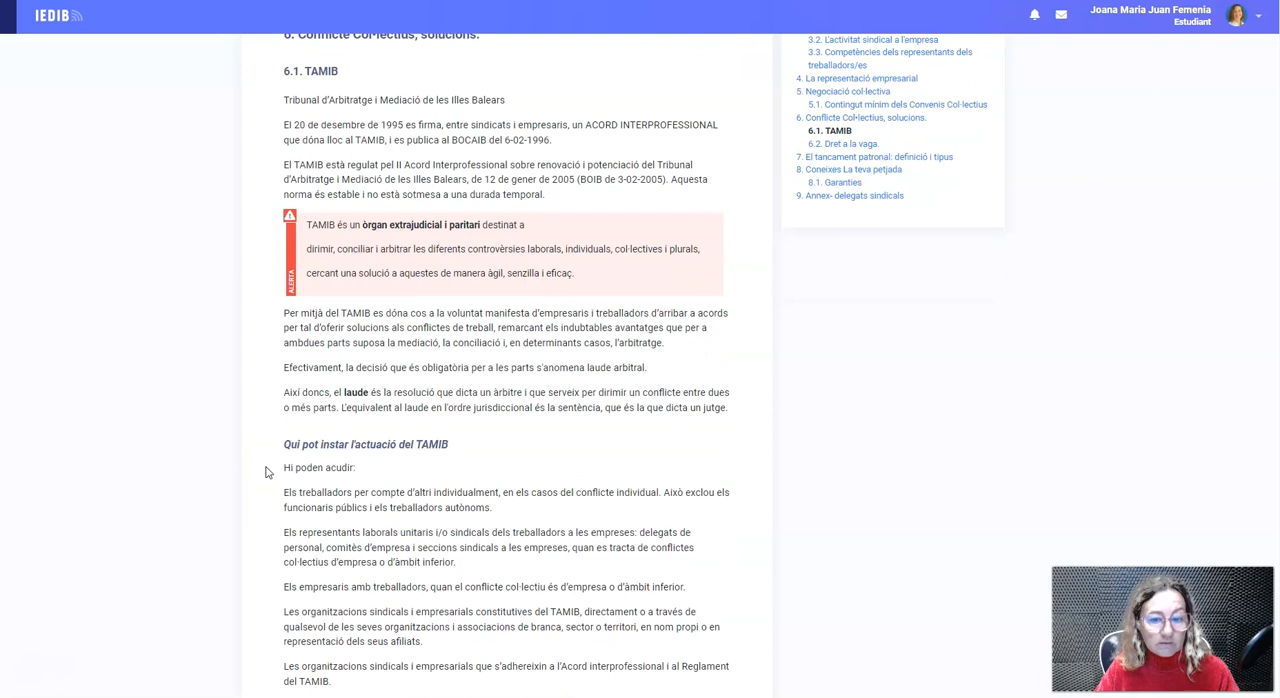 IEDIB
Joana Maria Juan Femenia
Estudiant
6. Conflicte Col·lectius, solucions.
6.1. TAMIB
Tribunal d'Arbitratge i Mediació de les Illes Balears
El 20 de desembre de 1995 es firma, entre sindicats i empresaris, un ACORD INTERPROFESSIONAL
que dóna lloc al TAMIB, i es publica al BOCAIB del 6-02-1996.
El TAMIB està regulat pel II Acord Interprofessional sobre renovació i potenciació del Tribunal
d'Arbitratge i Mediació de les Illes Balears, de 12 de gener de 2005 (BOIB de 3-02-2005). Aquesta
norma és estable i no està sotmesa a una durada temporal.
ALERTA
TAMIB és un òrgan extrajudicial i paritari destinat a
dirimir, conciliar i arbitrar les diferents controvèrsies laborals, individuals, col·lectives i plurals,
cercant una solució a aquestes de manera àgil, senzilla i eficaç.
Per mitjà del TAMIB es dóna cos a la voluntat manifesta d'empresaris i treballadors d'arribar a acords
per tal d'oferir solucions als conflictes de treball, remarcant els indubtables avantatges que per a
ambdues parts suposa la mediació, la conciliació i, en determinants casos, l'arbitratge.
Efectivament, la decisió que és obligatòria per a les parts s'anomena laude arbitral.
Així doncs, el laude és la resolució que dicta un àrbitre i que serveix per dirimir un conflicte entre dues
o més parts. L'equivalent al laude en l'ordre jurisdiccional és la sentència, que és la que dicta un jutge.
Qui pot instar l'actuació del TAMIB
Hi poden acudir:
Els treballadors per compte d'altri individualment, en els casos del conflicte individual. Això exclou els
funcionaris públics i els treballadors autònoms.
Els representants laborals unitaris i/o sindicals dels treballadors a les empreses: delegats de
personal, comitès d'empresa i seccions sindicals a les empreses, quan es tracta de conflictes
col·lectius d'empresa o d'àmbit inferior.
Els empresaris amb treballadors, quan el conflicte col·lectiu és d'empresa o d'àmbit inferior.
Les organitzacions sindicals i empresarials constitutives del TAMIB, directament o a través de
qualsevol de les seves organitzacions i associacions de branca, sector o territori, en nom propi o en
representació dels seus afiliats.
Les organitzacions sindicals i empresarials que s'adhereixin a l'Acord interprofessional i al Reglament
del TAMIB.
3.2. L'activitat sindical a l'empresa
3.3. Competències dels representants dels
treballadors/es
4. La representació empresarial
5. Negociació col·lectiva
5.1. Contingut mínim dels Convenis Col·lectius
6. Conflicte Col•lectius, solucions.
6.1. TAMIB
6.2. Dret a la vaga.
7. El tancament patronal: definició i tipus
8. Coneixes La teva petjada
8.1. Garanties
9. Annex- delegats sindicals